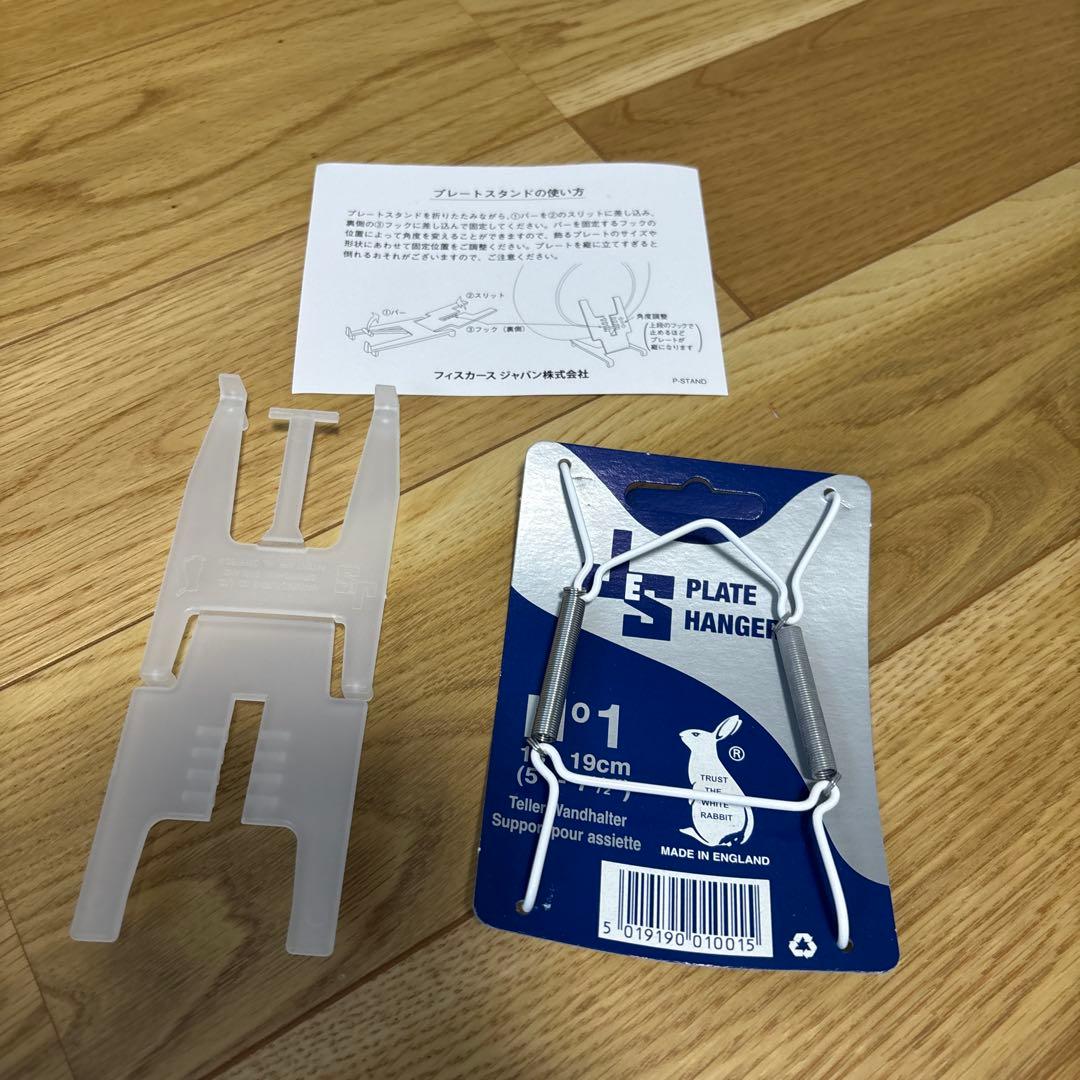 プレートスタンドの使い方
プレートスタンドを折りたたみながら、①バーを②のスリットに差し込み、
裏側の③フックに差し込んで固定してください。バーを固定するフックの
位置によって角度を変えることができますので、飾るプレートのサイズや
形状にあわせて固定位置をご調整ください。プレートを縦に立てすぎると
倒れるおそれがございますので、ご注意ください。
②スリット
①バー
③フック(裏側)
角度調整
上段のフックで
止めるほど
プレートが
縦になります
フィスカース ジャパン株式会社
P-STAND
ES
PLATE
HANGER
Nº1
19cm
Teller Wandhalter
Support pour assiette
®
TRUST
THE
WHITE
RABBIT
MADE IN ENGLAND
5 019190 010015